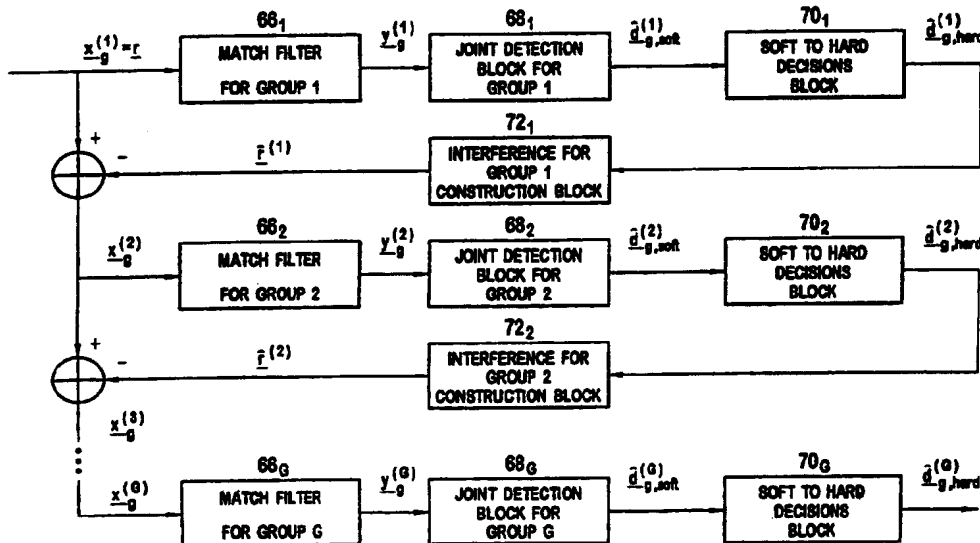 66₁ 68₁ 70₁
x_g^(1)=r y_g^(1) d̂_g,soft^(1) d̂_g,hard^(1)
MATCH FILTER
FOR GROUP 1
JOINT DETECTION
BLOCK FOR
GROUP 1
SOFT TO HARD
DECISIONS
BLOCK
72₁
+
− r̂^(1)
INTERFERENCE FOR
GROUP 1
CONSTRUCTION BLOCK
66₂ 68₂ 70₂
x_g^(2) y_g^(2) d̂_g,soft^(2) d̂_g,hard^(2)
MATCH FILTER
FOR GROUP 2
JOINT DETECTION
BLOCK FOR
GROUP 2
SOFT TO HARD
DECISIONS
BLOCK
72₂
+
− r̂^(2)
INTERFERENCE FOR
GROUP 2
CONSTRUCTION BLOCK
x_g^(3)
66_G 68_G 70_G
x_g^(G) y_g^(G) d̂_g,soft^(G) d̂_g,hard^(G)
MATCH FILTER
FOR GROUP G
JOINT DETECTION
BLOCK FOR
GROUP G
SOFT TO HARD
DECISIONS
BLOCK